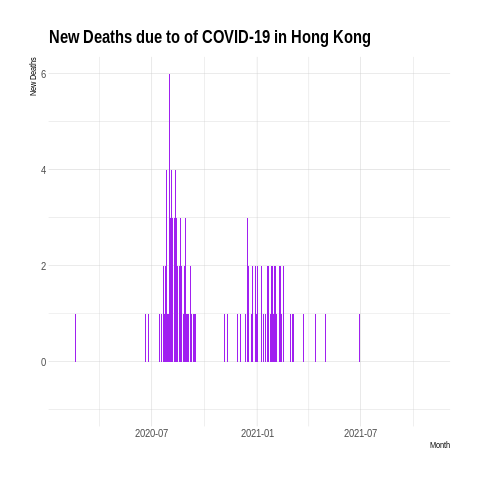 New Deaths due to of COVID-19 in Hong Kong
New Deaths
6
4
2
0
2020-07
2021-01
2021-07
Month